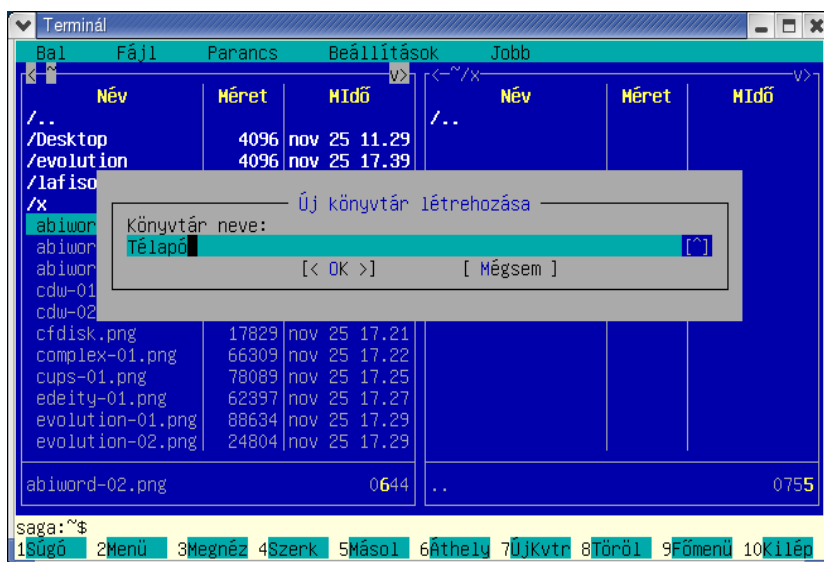 Terminál
Bal Fájl Parancs Beállítások Jobb
<~ v> <-~/x v>
Név Méret MIdő Név Méret MIdő
/.. /..
/Desktop 4096 nov 25 11.29
/evolution 4096 nov 25 17.39
/lafiso
/x
Új könyvtár létrehozása
abiwor
Könyvtár neve:
abiwor
Télapó [^]
abiwor
[< OK >] [ Mégsem ]
cdw-01
cdw-02
cfdisk.png 17829 nov 25 17.21
complex-01.png 66309 nov 25 17.22
cups-01.png 78089 nov 25 17.25
edeity-01.png 62397 nov 25 17.27
evolution-01.png 88634 nov 25 17.29
evolution-02.png 24804 nov 25 17.29
abiword-02.png 0644 .. 0755
saga:~$
1Súgó 2Menü 3Megnéz 4Szerk 5Másol 6Áthely 7ÚjKvtr 8Töröl 9Főmenü 10Kilép